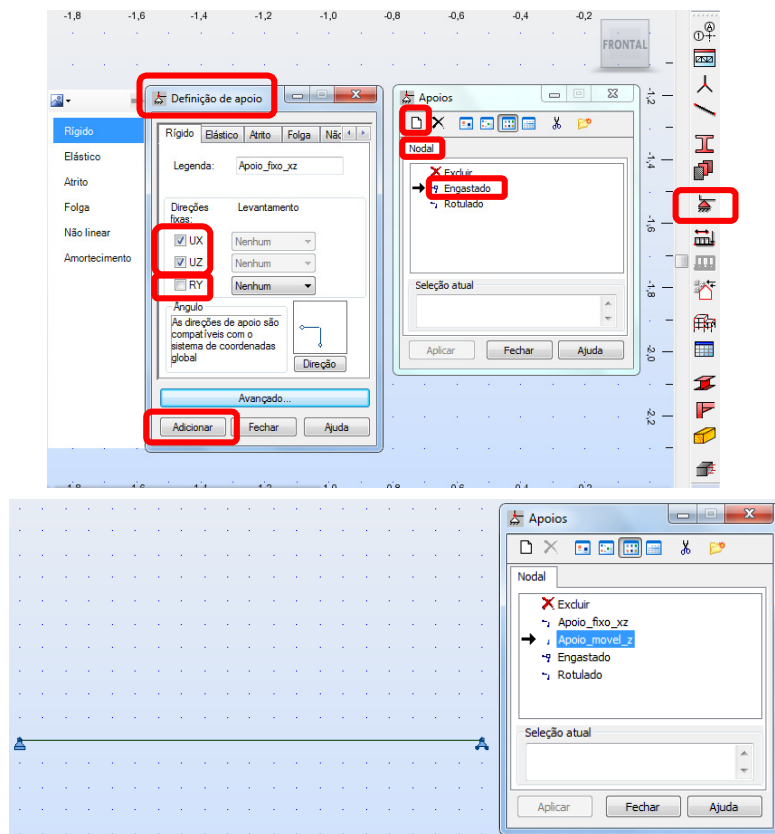 -1,8 -1,6 -1,4 -1,2 -1,0 -0,8 -0,6 -0,4 -0,2
FRONTAL
Rígido
Elástico
Atrito
Folga
Não linear
Amortecimento
Definição de apoio
Rígido Elástico Atrito Folga Nãc
Legenda: Apoio_fixo_xz
Direções fixas: Levantamento
UX Nenhum
UZ Nenhum
RY Nenhum
Ângulo
As direções de apoio são
compatíveis com o
sistema de coordenadas
global
Direção
Avançado...
Adicionar Fechar Ajuda
Apoios
Nodal
Excluir
Engastado
Rotulado
Seleção atual
Aplicar Fechar Ajuda
-1,2
-1,4
-1,6
-1,8
-2,0
-2,2
Apoios
Nodal
Excluir
Apoio_fixo_xz
Apoio_movel_z
Engastado
Rotulado
Seleção atual
Aplicar Fechar Ajuda